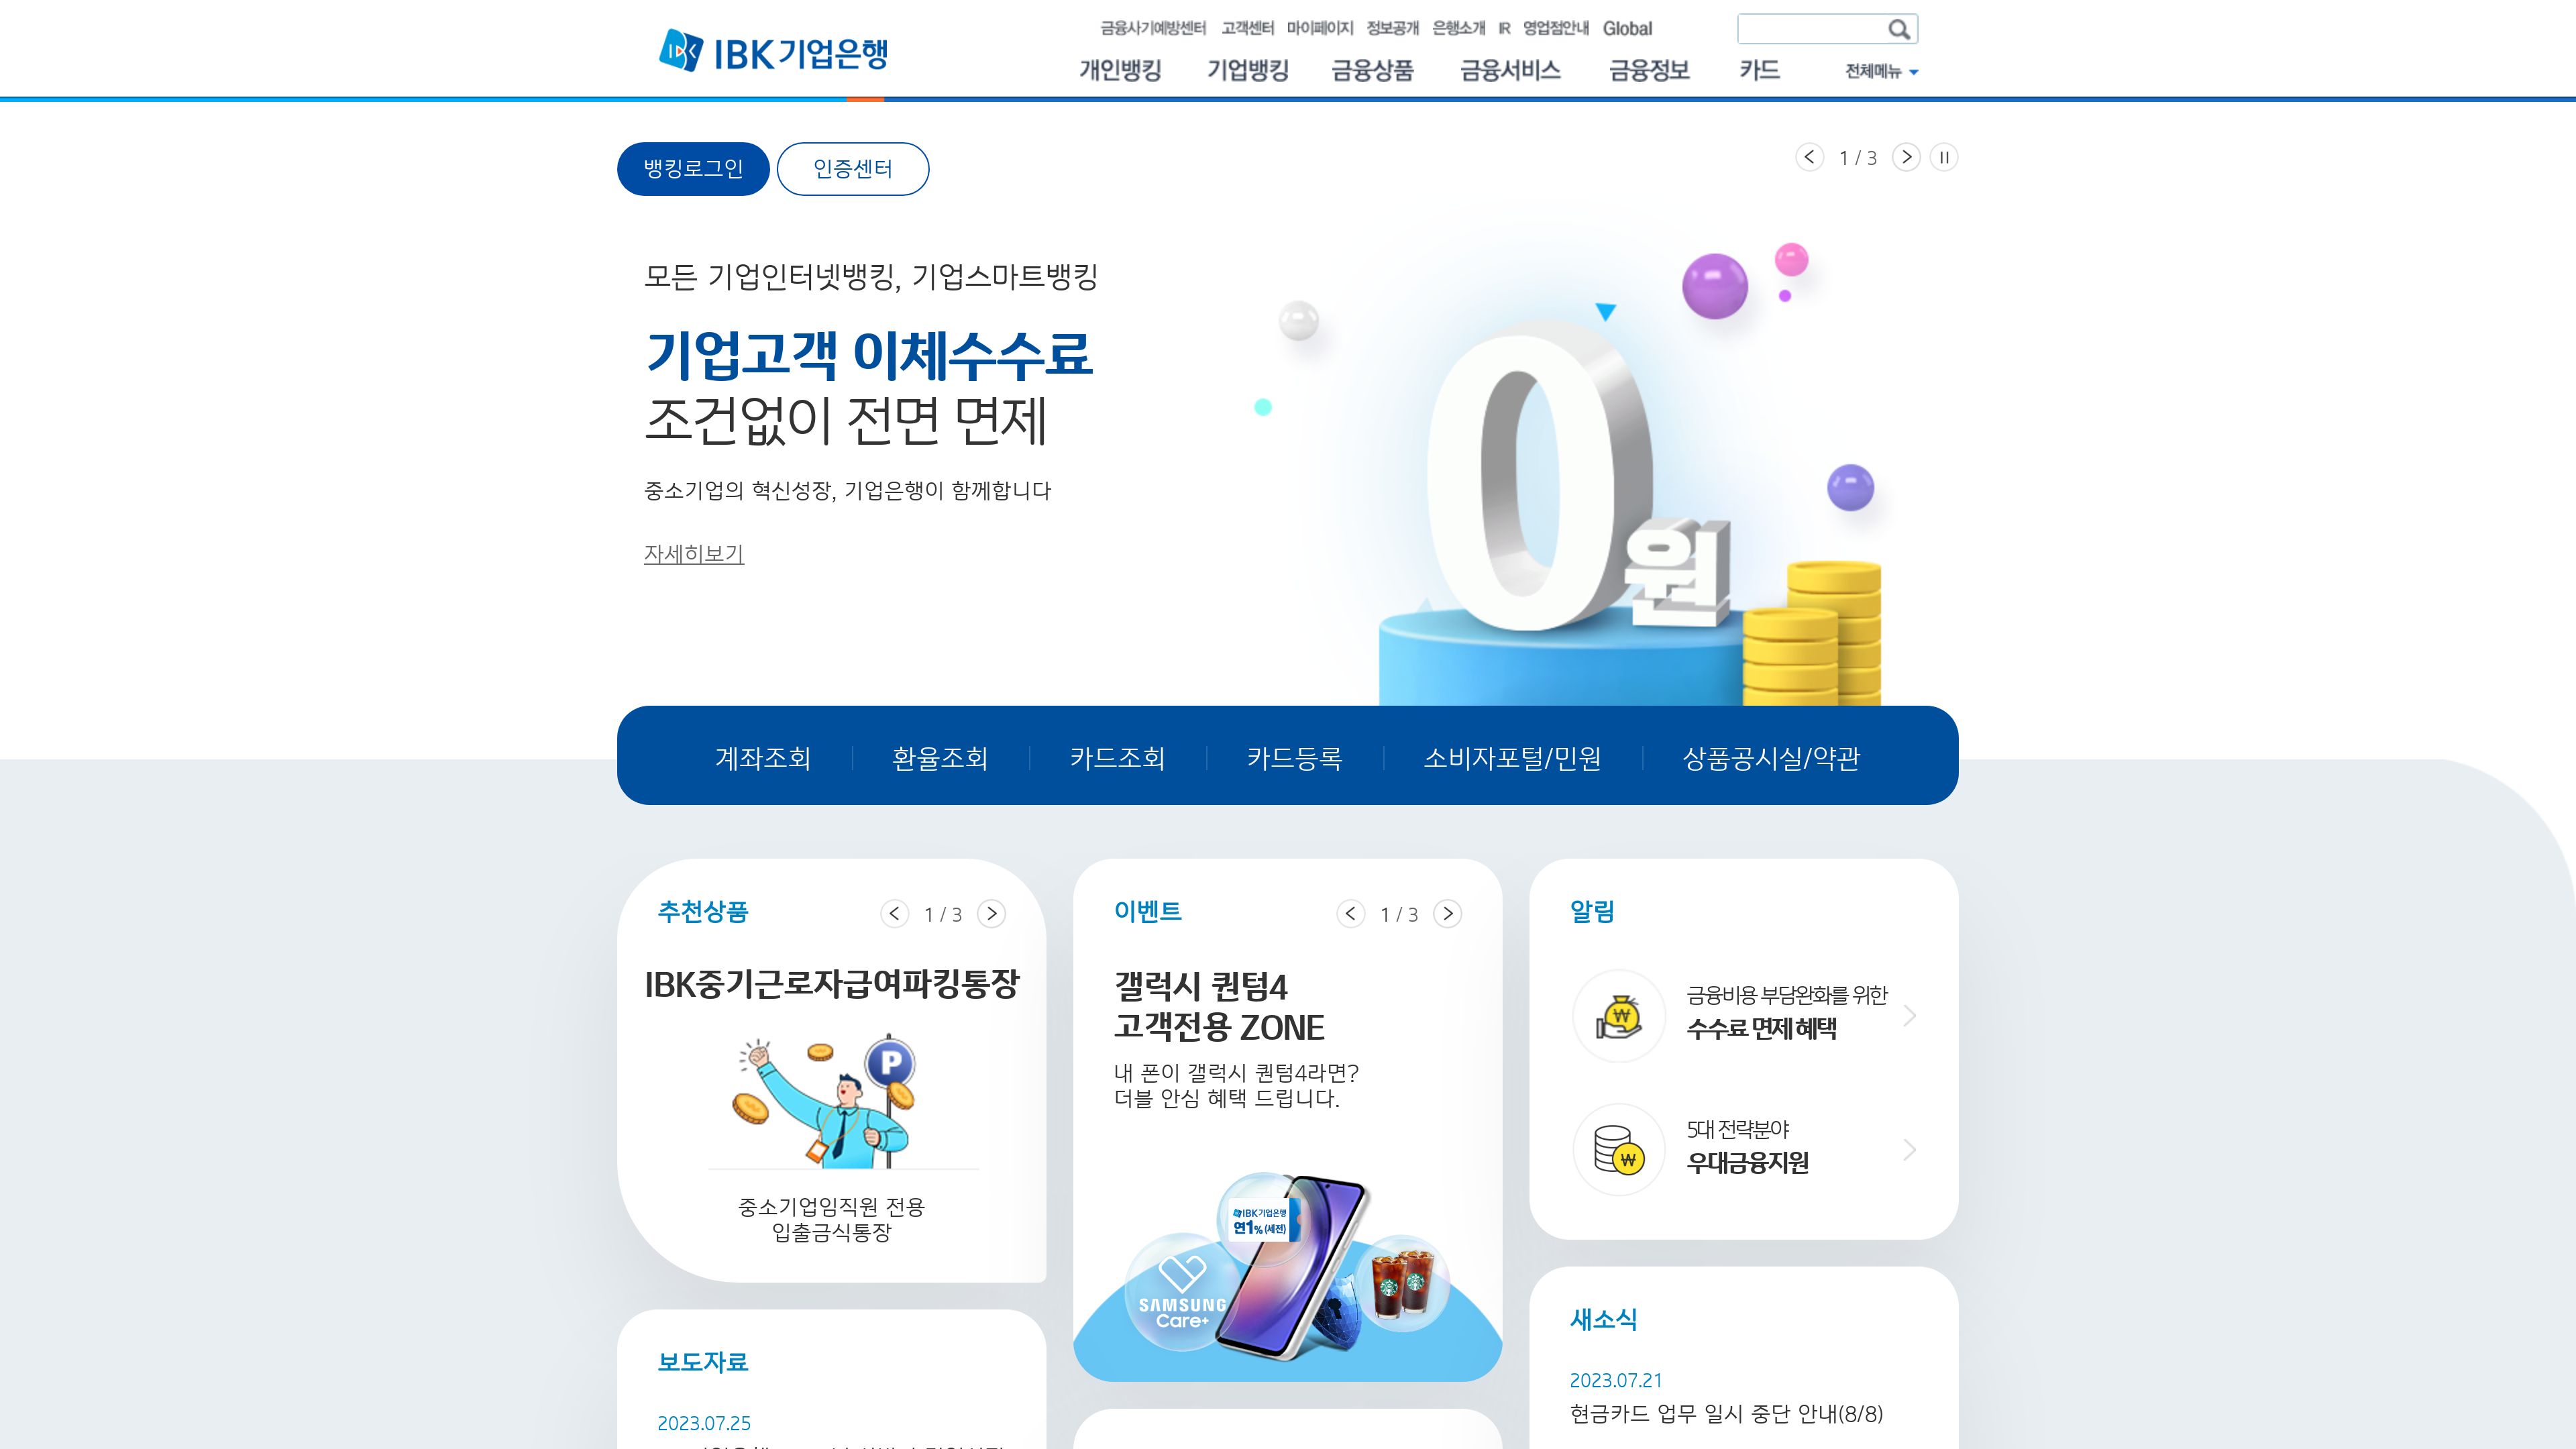 IBK기업은행
금융사기예방센터 고객센터 마이페이지 정보공개 은행소개 IR 영업점안내 Global
개인뱅킹 기업뱅킹 금융상품 금융서비스 금융정보 카드 전체메뉴
뱅킹로그인 인증센터
1 / 3
모든 기업인터넷뱅킹, 기업스마트뱅킹
기업고객 이체수수료
조건없이 전면 면제
중소기업의 혁신성장, 기업은행이 함께합니다
자세히보기
0원
계좌조회 환율조회 카드조회 카드등록 소비자포털/민원 상품공시실/약관
추천상품
1 / 3
IBK중기근로자급여파킹통장
P
중소기업임직원 전용
입출금식통장
이벤트
1 / 3
갤럭시 퀀텀4
고객전용 ZONE
내 폰이 갤럭시 퀀텀4라면?
더블 안심 혜택 드립니다.
IBK기업은행
연1%(세전)
SAMSUNG
Care+
알림
금융비용 부담완화를 위한
수수료 면제 혜택
5대 전략분야
우대금융지원
보도자료
2023.07.25
새소식
2023.07.21
현금카드 업무 일시 중단 안내(8/8)